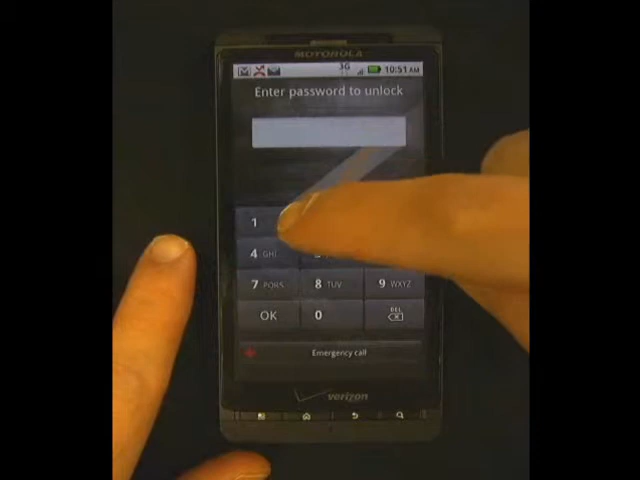 MOTOROLA
3G 10:51 AM
Enter password to unlock
1
4 GHI
7 PQRS 8 TUV 9 WXYZ
OK 0 DEL
Emergency call
verizon